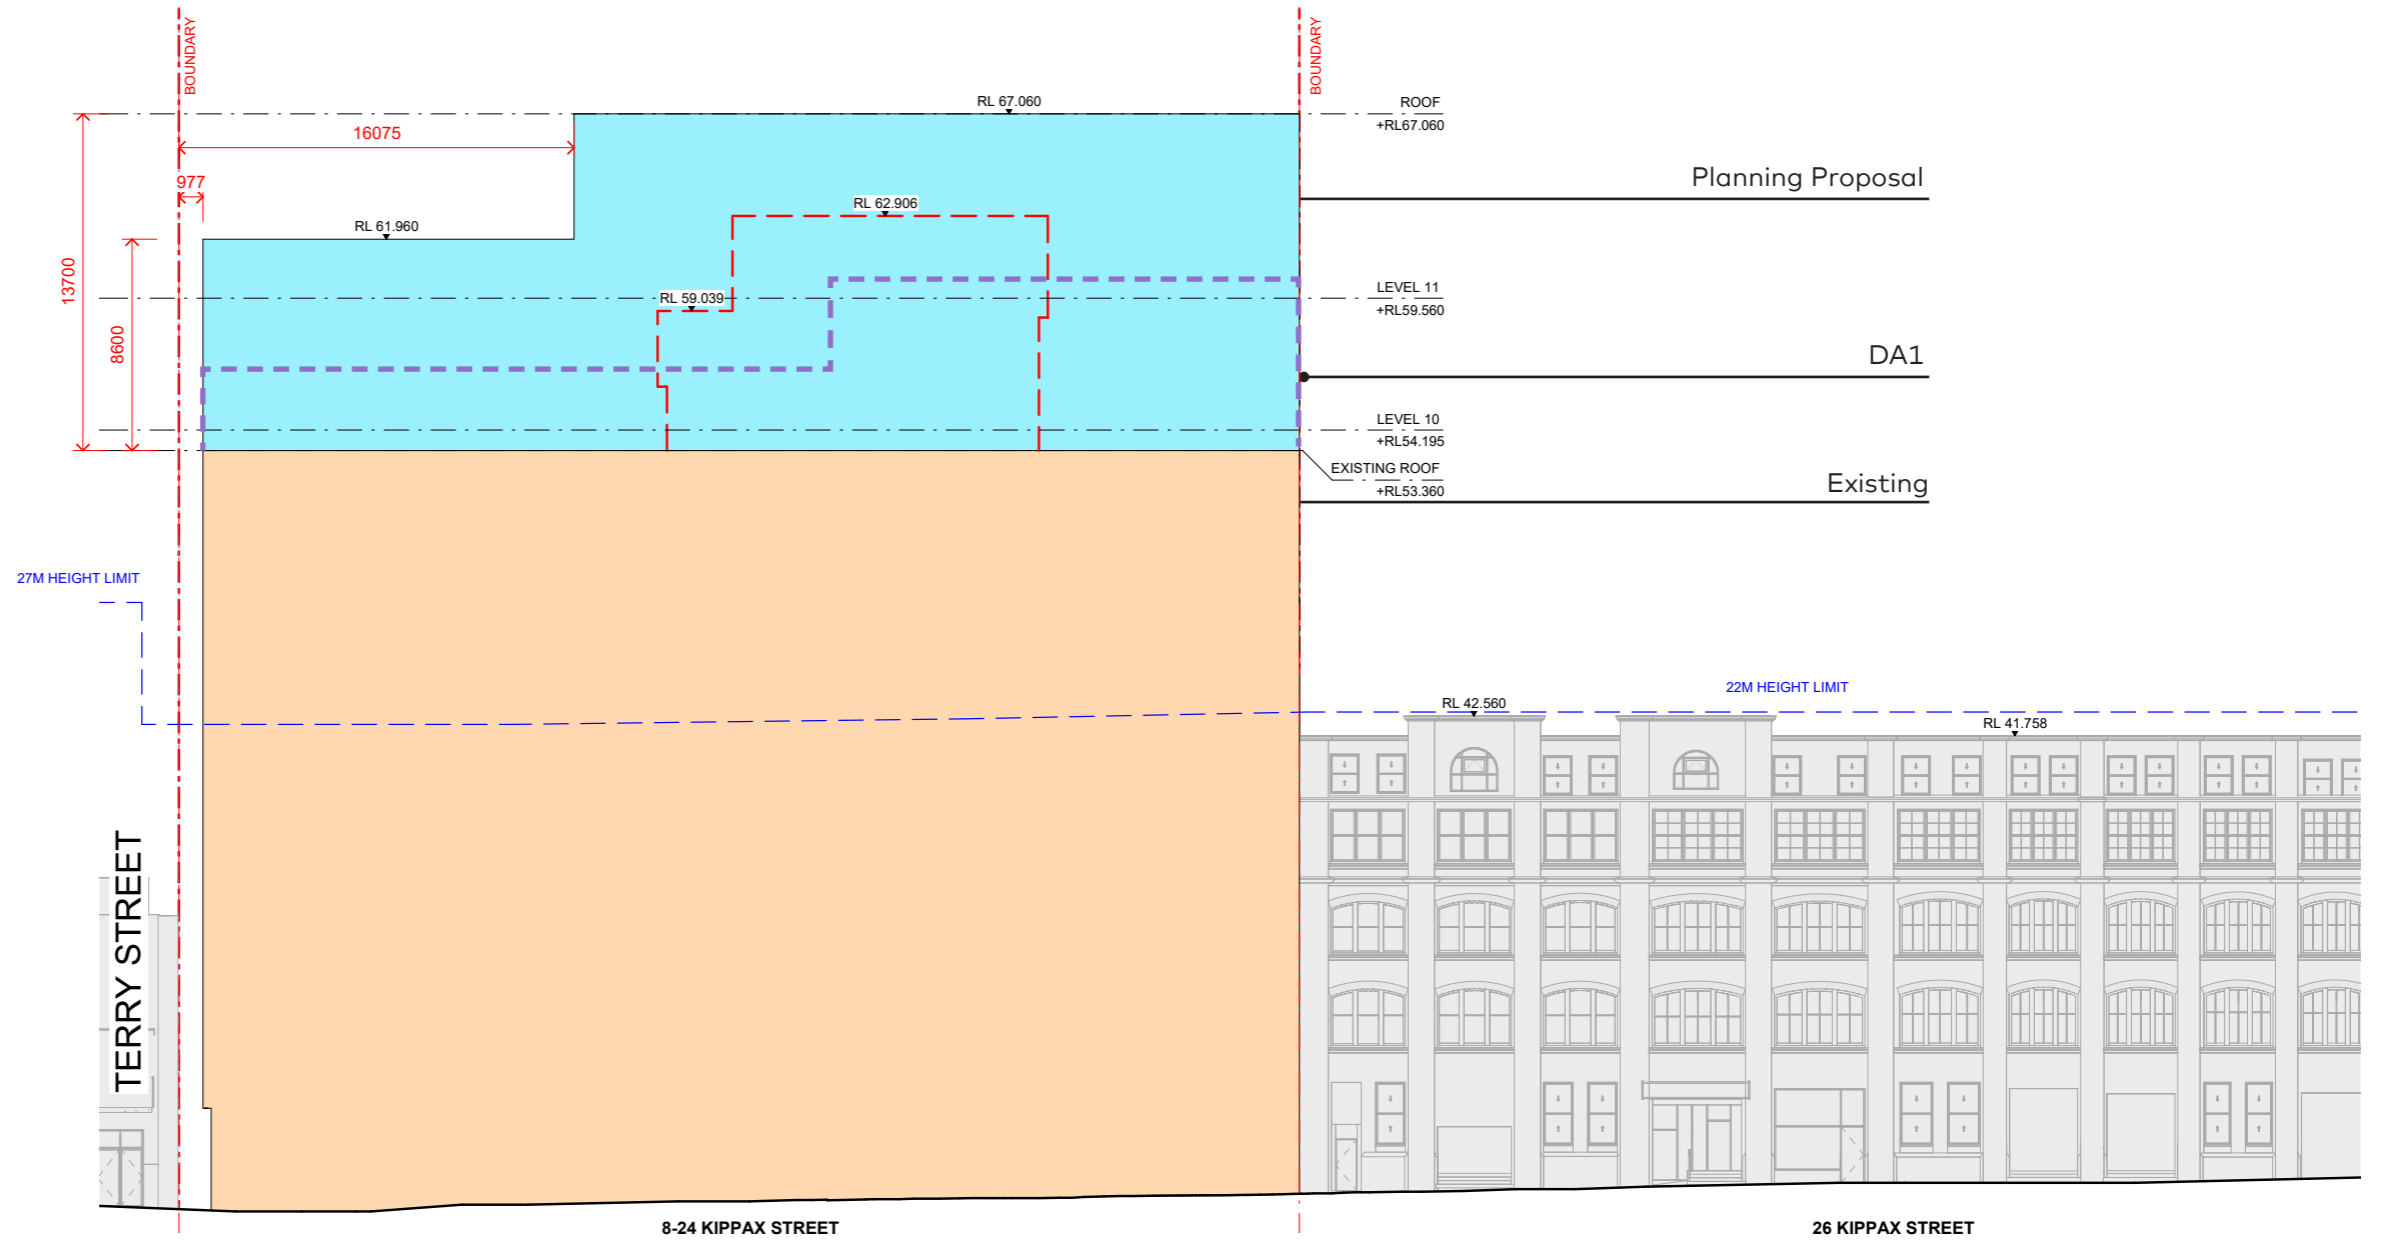 BOUNDARY
BOUNDARY
RL 67.060
ROOF
+RL67.060
16075
Planning Proposal
977
RL 62.906
RL 61.960
13700
LEVEL 11
+RL59.560
RL 59.039
8600
DA1
LEVEL 10
+RL54.195
EXISTING ROOF
+RL53.360
Existing
27M HEIGHT LIMIT
22M HEIGHT LIMIT
RL 42.560
RL 41.758
TERRY STREET
8-24 KIPPAX STREET
26 KIPPAX STREET